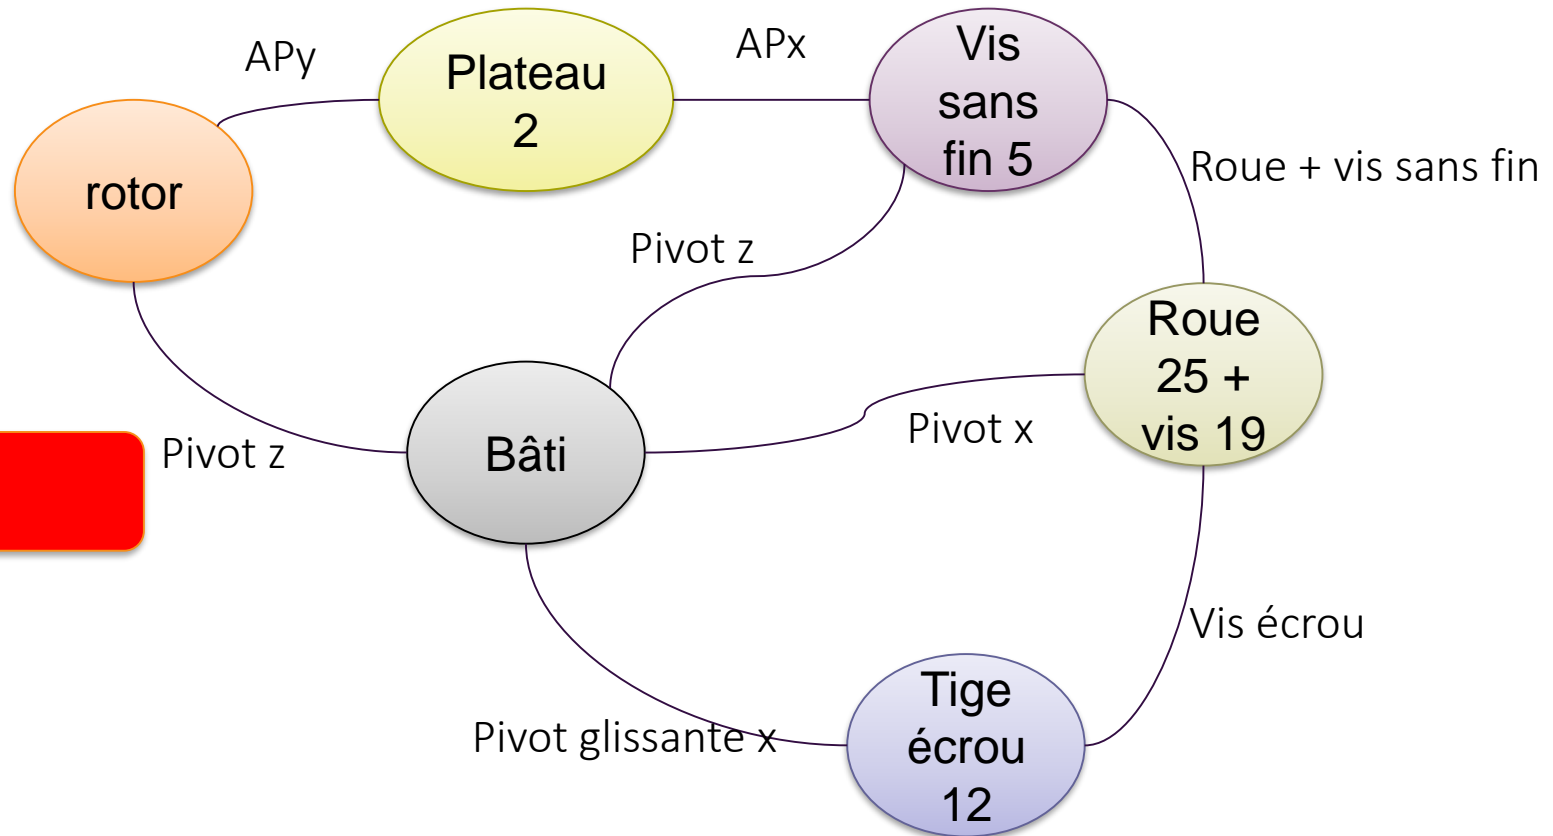 APy
Plateau
2
APx
Vis
sans
fin 5
rotor
Roue + vis sans fin
Pivot z
Roue
25 +
vis 19
Pivot z
Bâti
Pivot x
Vis écrou
Pivot glissante x
Tige
écrou
12